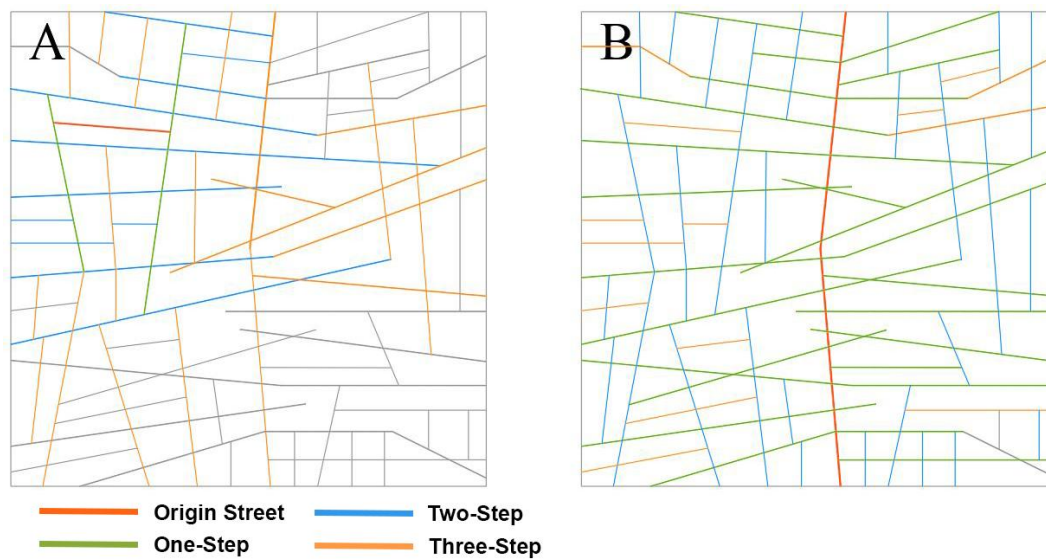 A
B
Origin Street
Two-Step
One-Step
Three-Step